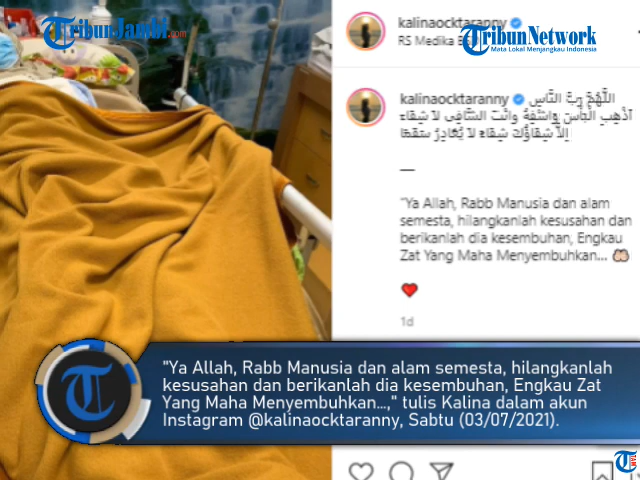 TribunJambi.com
kalinaocktaranny
RS Medika B
TribunNetwork
Mata Lokal Menjangkau Indonesia
kalinaocktaranny اللَّهُمَّ رَبَّ النَّاسِ
أَذْهِبِ الْبَأْسَ وَاشْفِهُ وَأَنْتَ الشَّافِي لَا شِفَاءَ
إِلَّا شِفَاؤُكَ شِفَاءً لَا يُغَادِرُ سَقَمًا
—
"Ya Allah, Rabb Manusia dan alam
semesta, hilangkanlah kesusahan dan
berikanlah dia kesembuhan, Engkau
Zat Yang Maha Menyembuhkan... 🤲🏻
❤️
1d
"Ya Allah, Rabb Manusia dan alam semesta, hilangkanlah
kesusahan dan berikanlah dia kesembuhan, Engkau Zat
Yang Maha Menyembuhkan...," tulis Kalina dalam akun
Instagram @kalinaocktaranny, Sabtu (03/07/2021).